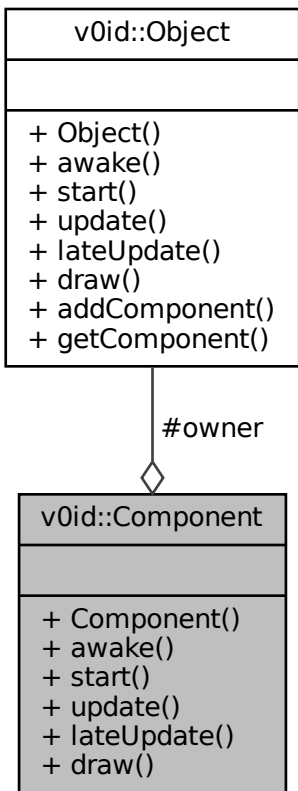 v0id::Object
+ Object()
+ awake()
+ start()
+ update()
+ lateUpdate()
+ draw()
+ addComponent()
+ getComponent()
#owner
v0id::Component
+ Component()
+ awake()
+ start()
+ update()
+ lateUpdate()
+ draw()